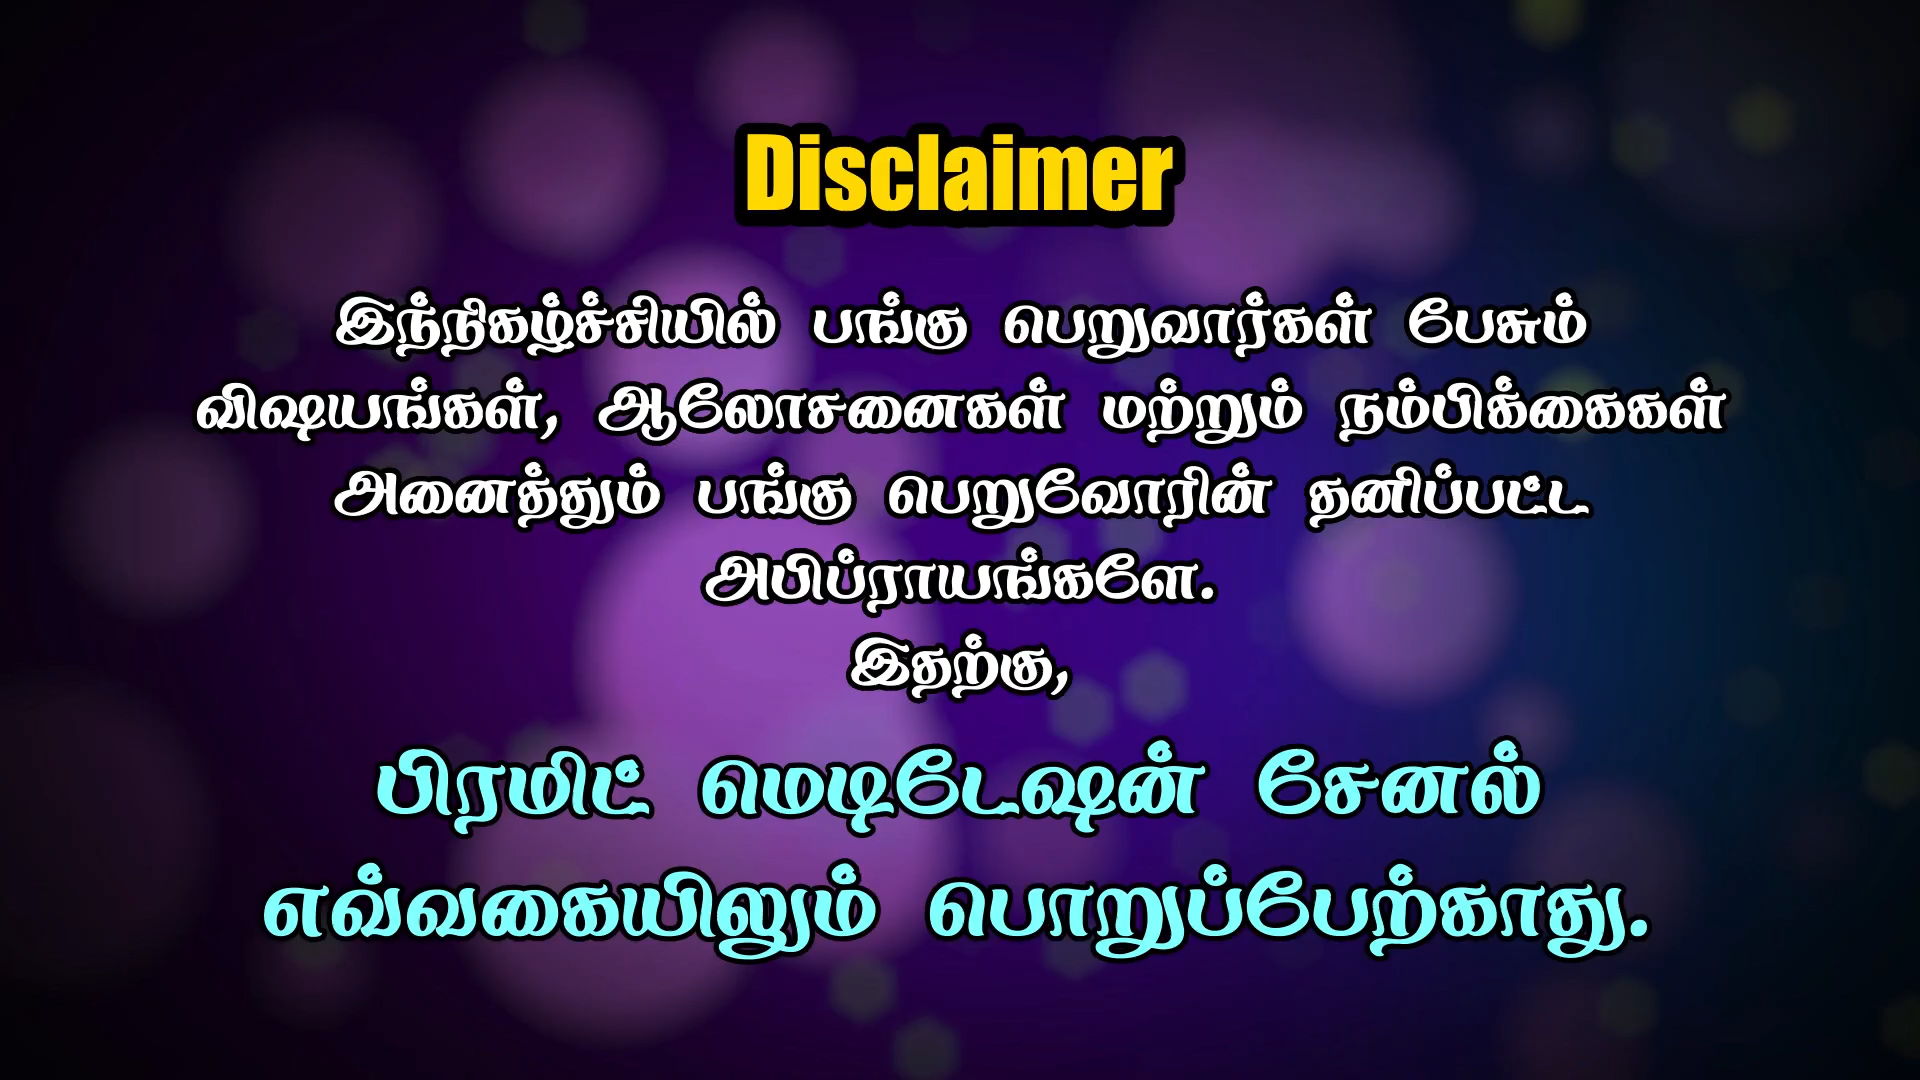 Disclaimer
இந்நிகழ்ச்சியில் பங்கு பெறுவார்கள் பேசும்
விஷயங்கள், ஆலோசனைகள் மற்றும் நம்பிக்கைகள்
அனைத்தும் பங்கு பெறுவோரின் தனிப்பட்ட
அபிப்ராயங்களே.
இதற்கு,
பிரமிட் மெடிடேஷன் சேனல்
எவ்வகையிலும் பொறுப்பேற்காது.